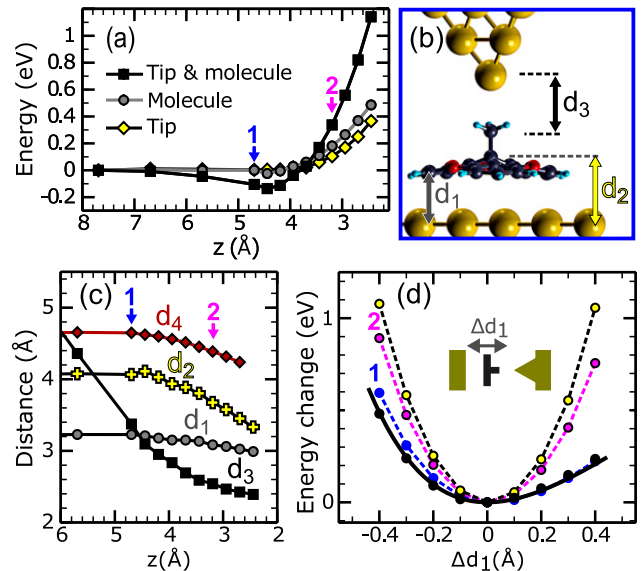 (a)
Energy (eV)
1
0.8
0.6
0.4
0.2
0
-0.2
Tip & molecule
Molecule
Tip
1
2
8 7 6 5 4 3
z (Å)
(b)
d3
d1
d2
(c)
Distance (Å)
5
4
3
2
1
2
d4
d2
d1
d3
6 5 4 3 2
z(Å)
(d)
Energy change (eV)
1
0
2
1
Δd1
-0.4 -0.2 0 0.2 0.4
Δd1(Å)